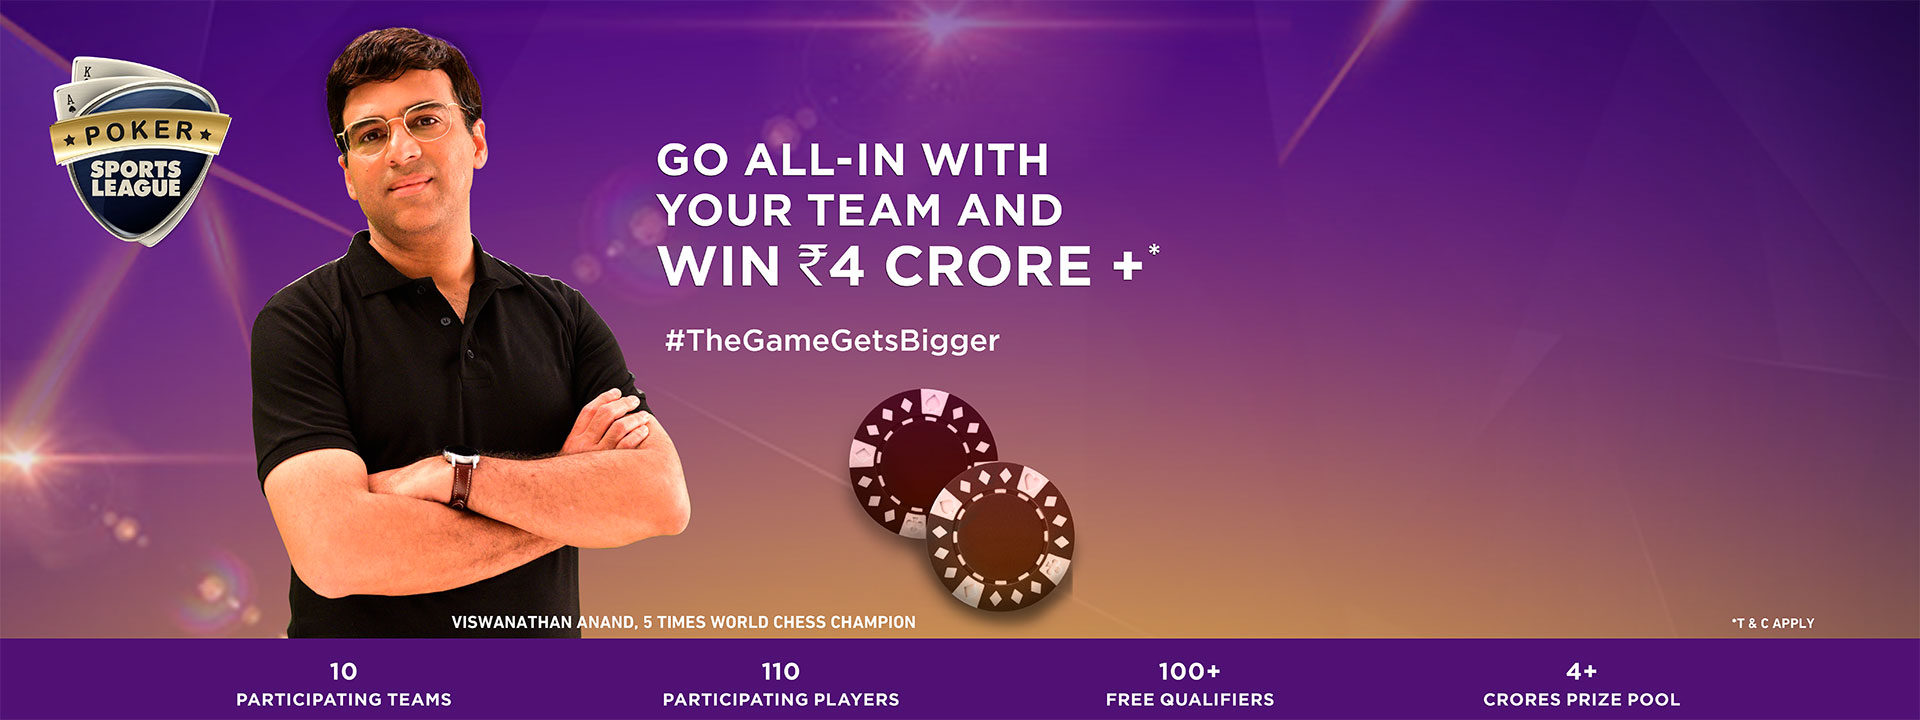 K
A
POKER
SPORTS
LEAGUE
GO ALL-IN WITH
YOUR TEAM AND
WIN ₹4 CRORE +*
#TheGameGetsBigger
VISWANATHAN ANAND, 5 TIMES WORLD CHESS CHAMPION
*T & C APPLY
10
PARTICIPATING TEAMS
110
PARTICIPATING PLAYERS
100+
FREE QUALIFIERS
4+
CRORES PRIZE POOL